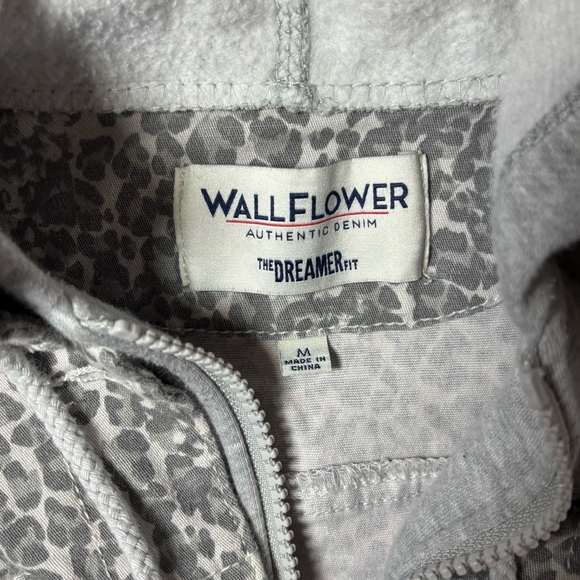 WALLFLOWER
AUTHENTIC DENIM
THE DREAMER FIT
M
MADE IN
CHINA